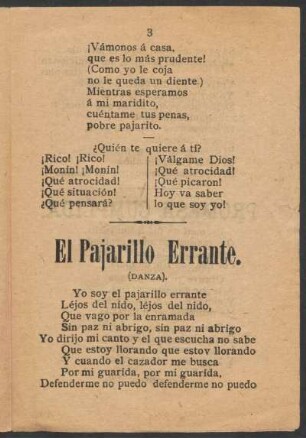 3
¡Vámonos á casa,
que es lo más prudente!
(Como yo le coja
no le queda un diente.)
Mientras esperamos
á mi maridito,
cuéntame tus penas,
pobre pajarito.
¿Quién te quiere á tí?
¡Rico! ¡Rico!
¡Monín! ¡Monín!
¡Qué atrocidad!
¡Qué situación!
¿Qué pensará?
¡Válgame Dios!
¡Qué atrocidad!
¡Qué picaron!
Hoy va saber
lo que soy yo!
El Pajarillo Errante.
(DANZA).
Yo soy el pajarillo errante
Léjos del nido, léjos del nido,
Que vago por la enramada
Sin paz ni abrigo, sin paz ni abrigo
Yo dirijo mi canto y el que escucha no sabe
Que estoy llorando que estoy llorando
Y cuando el cazador me busca
Por mi guarida, por mi guarida,
Defenderme no puedo defenderme no puedo